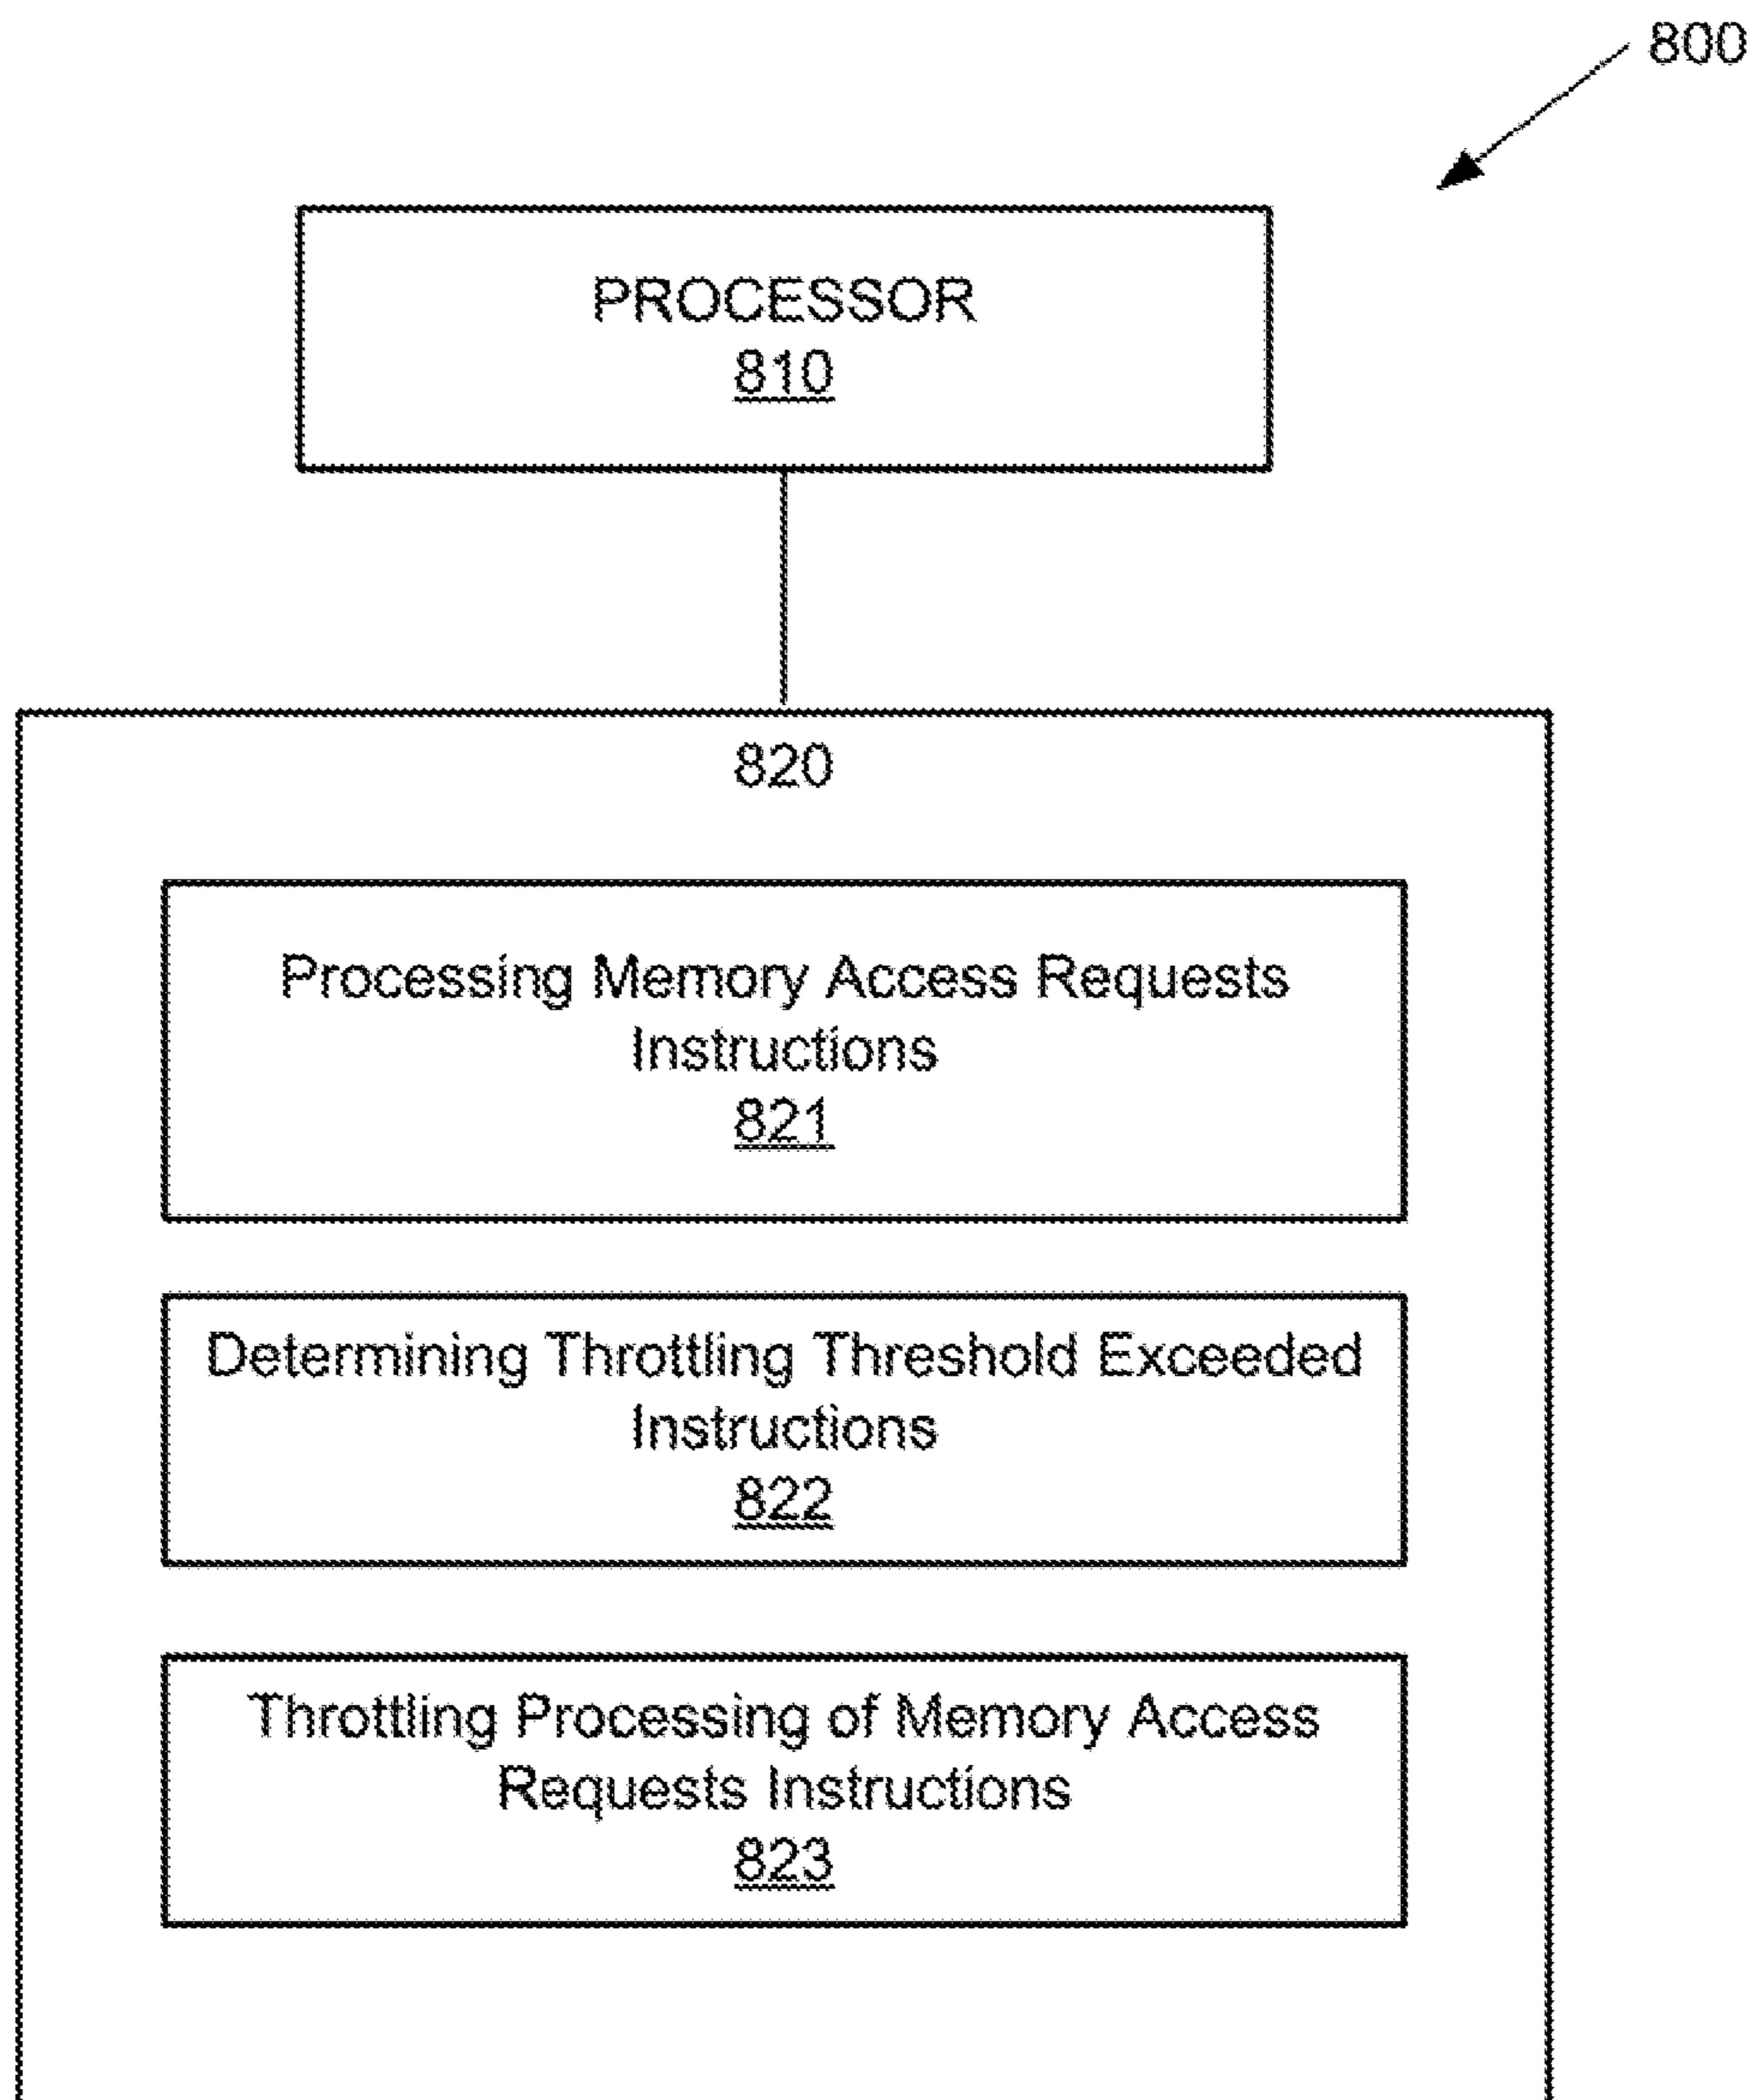 800
PROCESSOR
810
820
Processing Memory Access Requests
Instructions
821
Determining Throttling Threshold Exceeded
Instructions
822
Throttling Processing of Memory Access
Requests Instructions
823